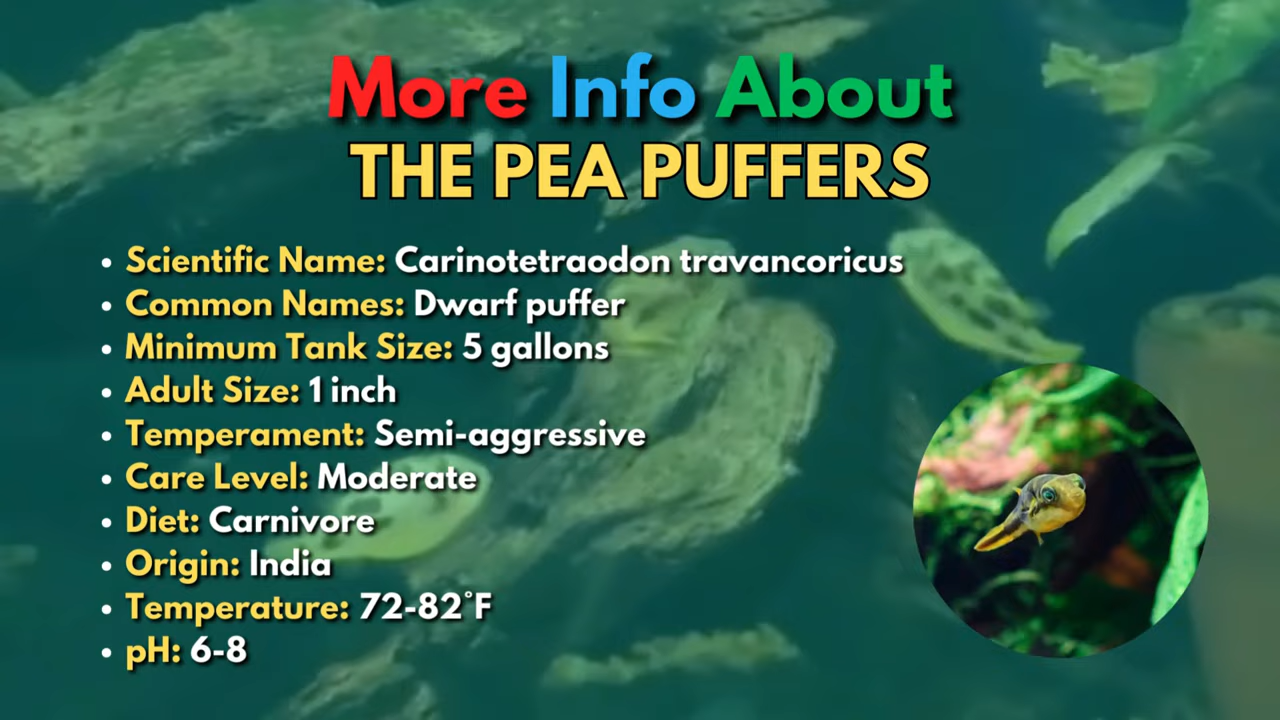 More Info About
THE PEA PUFFERS
• Scientific Name: Carinotetraodon travancoricus
• Common Names: Dwarf puffer
• Minimum Tank Size: 5 gallons
• Adult Size: 1 inch
• Temperament: Semi-aggressive
• Care Level: Moderate
• Diet: Carnivore
• Origin: India
• Temperature: 72-82°F
• pH: 6-8